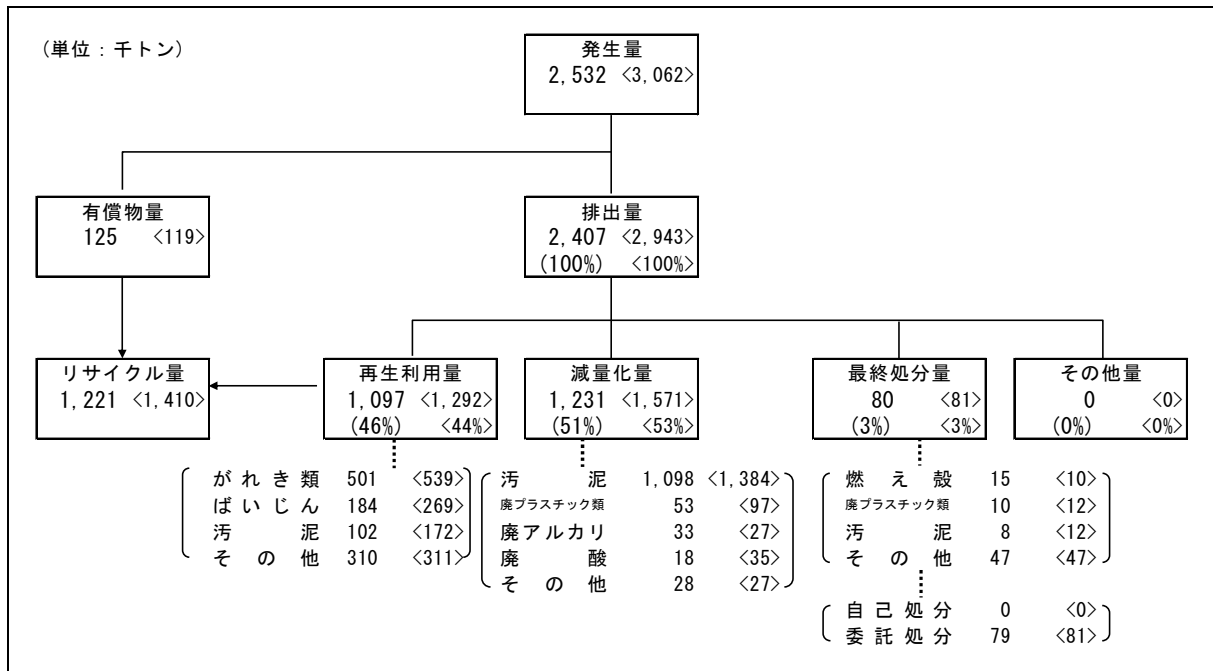 (単位：千トン)
発生量
2,532 <3,062>
有償物量
125 <119>
排出量
2,407 <2,943>
(100%) <100%>
リサイクル量
1,221 <1,410>
再生利用量
1,097 <1,292>
(46%) <44%>
減量化量
1,231 <1,571>
(51%) <53%>
最終処分量
80 <81>
(3%) <3%>
その他量
0 <0>
(0%) <0%>
がれき類 501 <539>
ばいじん 184 <269>
汚泥 102 <172>
その他 310 <311>
汚泥 1,098 <1,384>
廃プラスチック類 53 <97>
廃アルカリ 33 <27>
廃酸 18 <35>
その他 28 <27>
燃え殻 15 <10>
廃プラスチック類 10 <12>
汚泥 8 <12>
その他 47 <47>
自己処分 0 <0>
委託処分 79 <81>